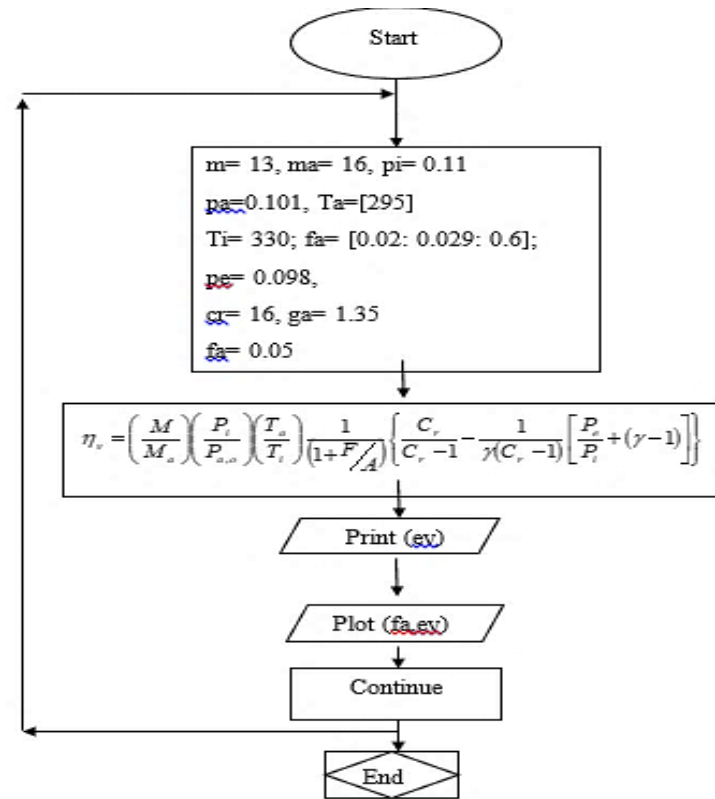 Start
m= 13, ma= 16, pi= 0.11
pa=0.101, Ta=[295]
Ti= 330; fa= [0.02: 0.029: 0.6];
pe= 0.098,
cr= 16, ga= 1.35
fa= 0.05
η_v = (M/M_a)(P_i/P_{a,o})(T_a/T_i) 1/(1+F/A) {C_r/(C_r −1) − 1/(γ(C_r −1)) [P_e/P_i + (γ −1)]}
Print (ev)
Plot (fa,ev)
Continue
End